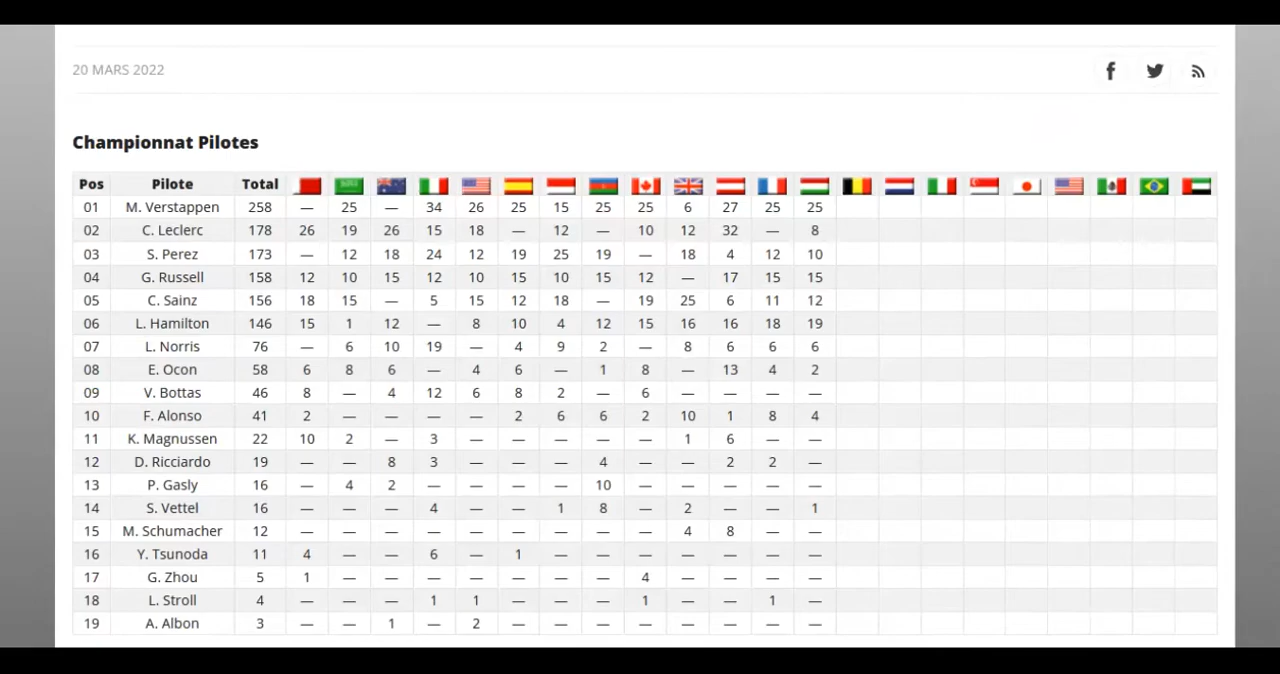 20 MARS 2022
Championnat Pilotes
Pos Pilote Total
01 M. Verstappen 258 — 25 — 34 26 25 15 25 25 6 27 25 25
02 C. Leclerc 178 26 19 26 15 18 — 12 — 10 12 32 — 8
03 S. Perez 173 — 12 18 24 12 19 25 19 — 18 4 12 10
04 G. Russell 158 12 10 15 12 10 15 10 15 12 — 17 15 15
05 C. Sainz 156 18 15 — 5 15 12 18 — 19 25 6 11 12
06 L. Hamilton 146 15 1 12 — 8 10 4 12 15 16 16 18 19
07 L. Norris 76 — 6 10 19 — 4 9 2 — 8 6 6 6
08 E. Ocon 58 6 8 6 — 4 6 — 1 8 — 13 4 2
09 V. Bottas 46 8 — 4 12 6 8 2 — 6 — — — —
10 F. Alonso 41 2 — — — — 2 6 6 2 10 1 8 4
11 K. Magnussen 22 10 2 — 3 — — — — — 1 6 — —
12 D. Ricciardo 19 — — 8 3 — — — 4 — — 2 2 —
13 P. Gasly 16 — 4 2 — — — — 10 — — — — —
14 S. Vettel 16 — — — 4 — — 1 8 — 2 — — 1
15 M. Schumacher 12 — — — — — — — — — 4 8 — —
16 Y. Tsunoda 11 4 — — 6 — 1 — — — — — — —
17 G. Zhou 5 1 — — — — — — — 4 — — — —
18 L. Stroll 4 — — — 1 1 — — — 1 — — 1 —
19 A. Albon 3 — — 1 — 2 — — — — — — — —